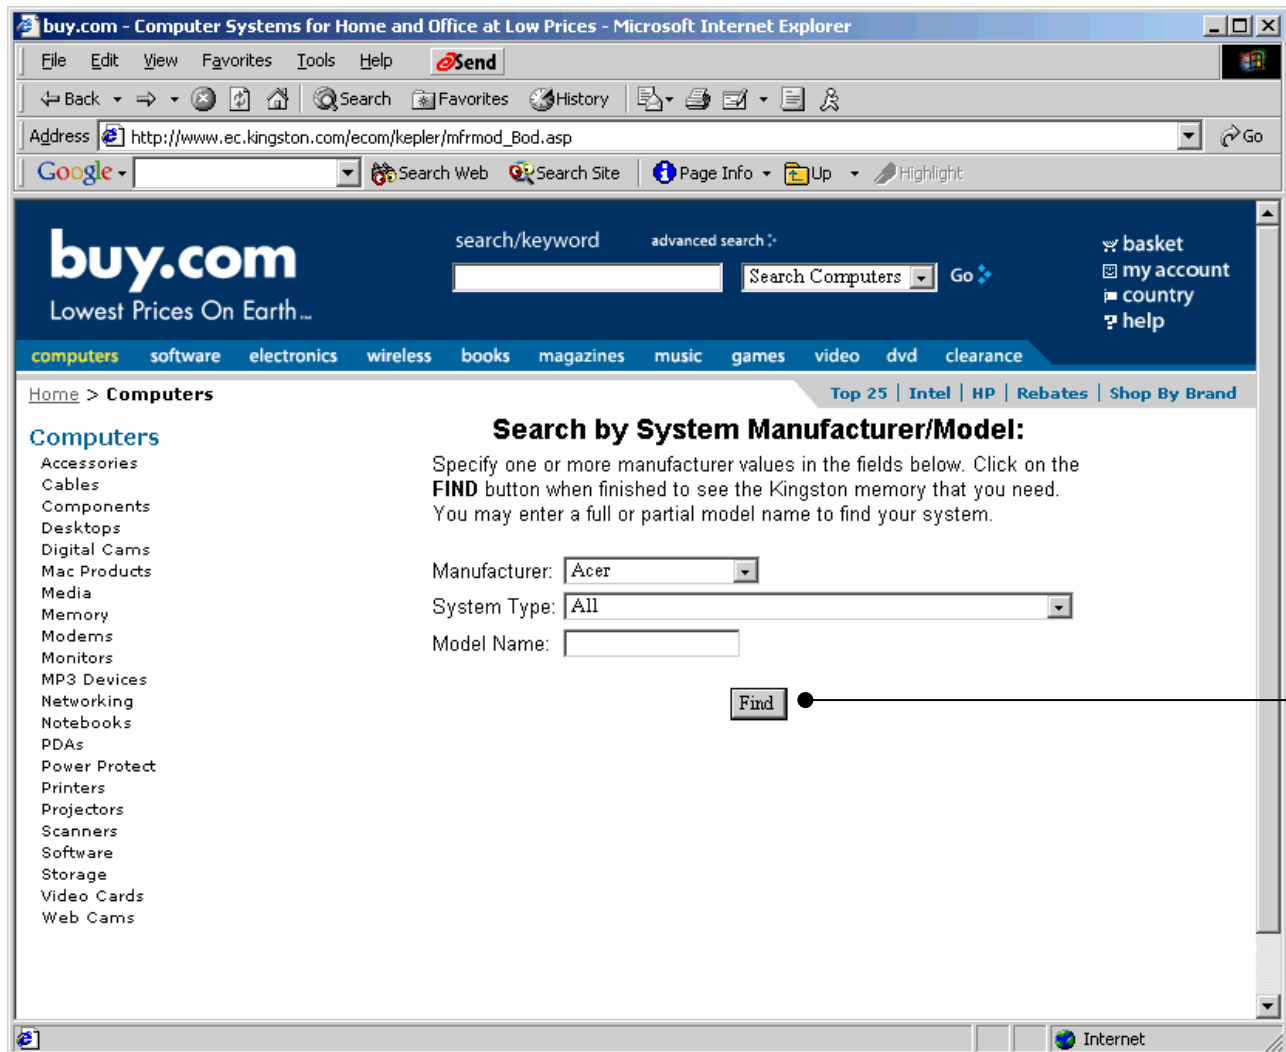 buy.com - Computer Systems for Home and Office at Low Prices - Microsoft Internet Explorer
File Edit View Favorites Tools Help eSend
Back Search Favorites History
Address http://www.ec.kingston.com/ecom/kepler/mfrmod_Bod.asp Go
Google Search Web Search Site Page Info Up Highlight
buy.com
Lowest Prices On Earth...
search/keyword advanced search
Search Computers Go
basket
my account
country
help
computers software electronics wireless books magazines music games video dvd clearance
Home > Computers
Top 25 | Intel | HP | Rebates | Shop By Brand
Computers
Accessories
Cables
Components
Desktops
Digital Cams
Mac Products
Media
Memory
Modems
Monitors
MP3 Devices
Networking
Notebooks
PDAs
Power Protect
Printers
Projectors
Scanners
Software
Storage
Video Cards
Web Cams
Search by System Manufacturer/Model:
Specify one or more manufacturer values in the fields below. Click on the
FIND button when finished to see the Kingston memory that you need.
You may enter a full or partial model name to find your system.
Manufacturer: Acer
System Type: All
Model Name:
Find
Internet